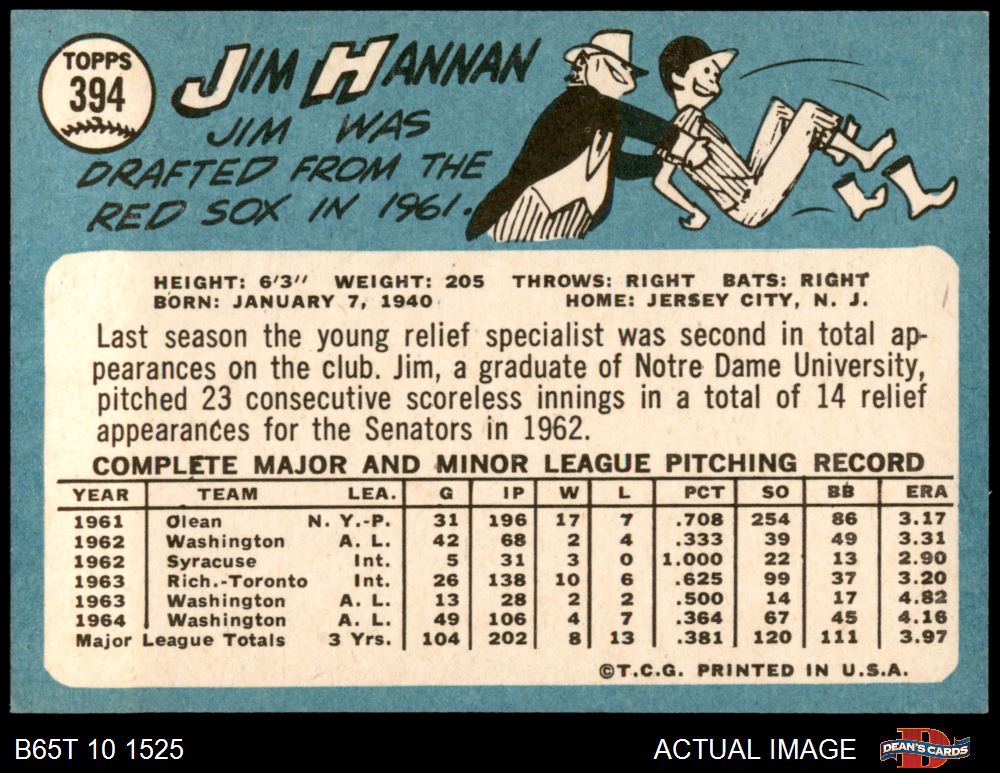 TOPPS
394
JIM HANNAN
JIM WAS
DRAFTED FROM THE
RED SOX IN 1961.
HEIGHT: 6'3" WEIGHT: 205 THROWS: RIGHT BATS: RIGHT
BORN: JANUARY 7, 1940 HOME: JERSEY CITY, N. J.
Last season the young relief specialist was second in total ap-
pearances on the club. Jim, a graduate of Notre Dame University,
pitched 23 consecutive scoreless innings in a total of 14 relief
appearances for the Senators in 1962.
COMPLETE MAJOR AND MINOR LEAGUE PITCHING RECORD
YEAR TEAM LEA. G IP W L PCT SO BB ERA
1961 Olean N. Y.-P. 31 196 17 7 .708 254 86 3.17
1962 Washington A. L. 42 68 2 4 .333 39 49 3.31
1962 Syracuse Int. 5 31 3 0 1.000 22 13 2.90
1963 Rich.-Toronto Int. 26 138 10 6 .625 99 37 3.20
1963 Washington A. L. 13 28 2 2 .500 14 17 4.82
1964 Washington A. L. 49 106 4 7 .364 67 45 4.16
Major League Totals 3 Yrs. 104 202 8 13 .381 120 111 3.97
©T.C.G. PRINTED IN U.S.A.
B65T 10 1525 ACTUAL IMAGE DEAN'S CARDS